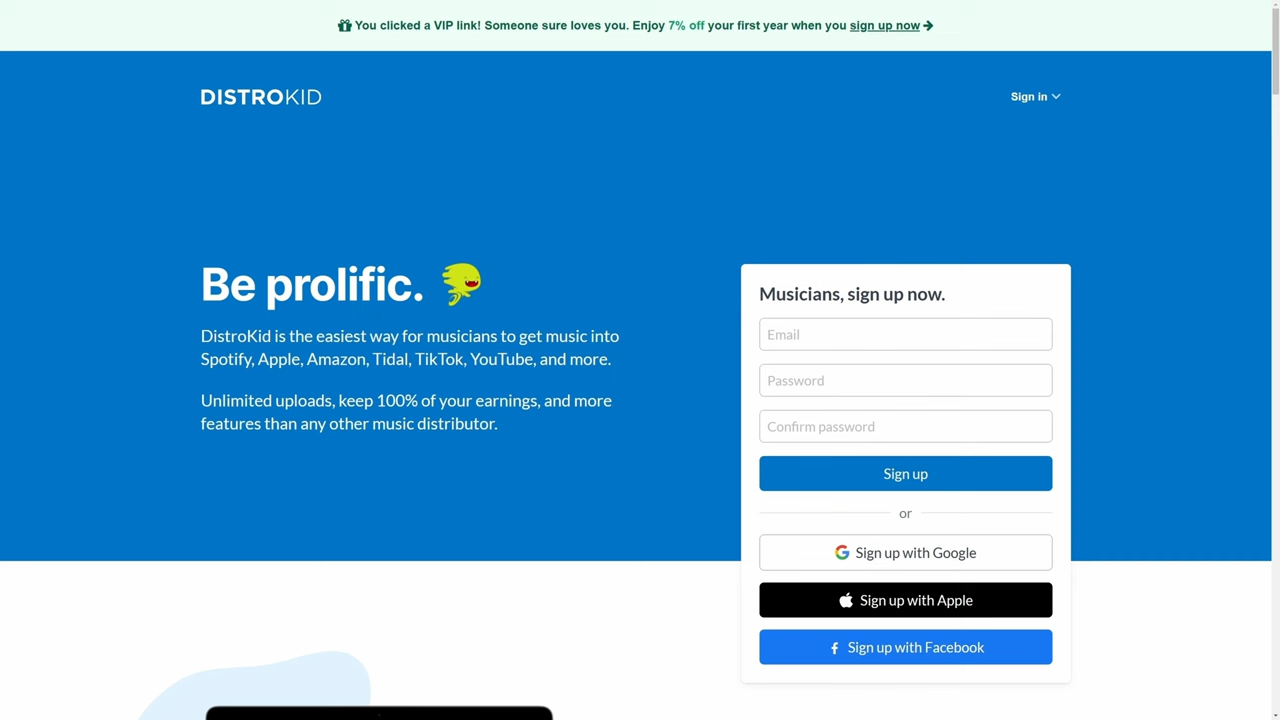 You clicked a VIP link! Someone sure loves you. Enjoy 7% off your first year when you sign up now
DISTROKID
Sign in
Be prolific.
DistroKid is the easiest way for musicians to get music into
Spotify, Apple, Amazon, Tidal, TikTok, YouTube, and more.
Unlimited uploads, keep 100% of your earnings, and more
features than any other music distributor.
Musicians, sign up now.
Email
Password
Confirm password
Sign up
or
Sign up with Google
Sign up with Apple
Sign up with Facebook